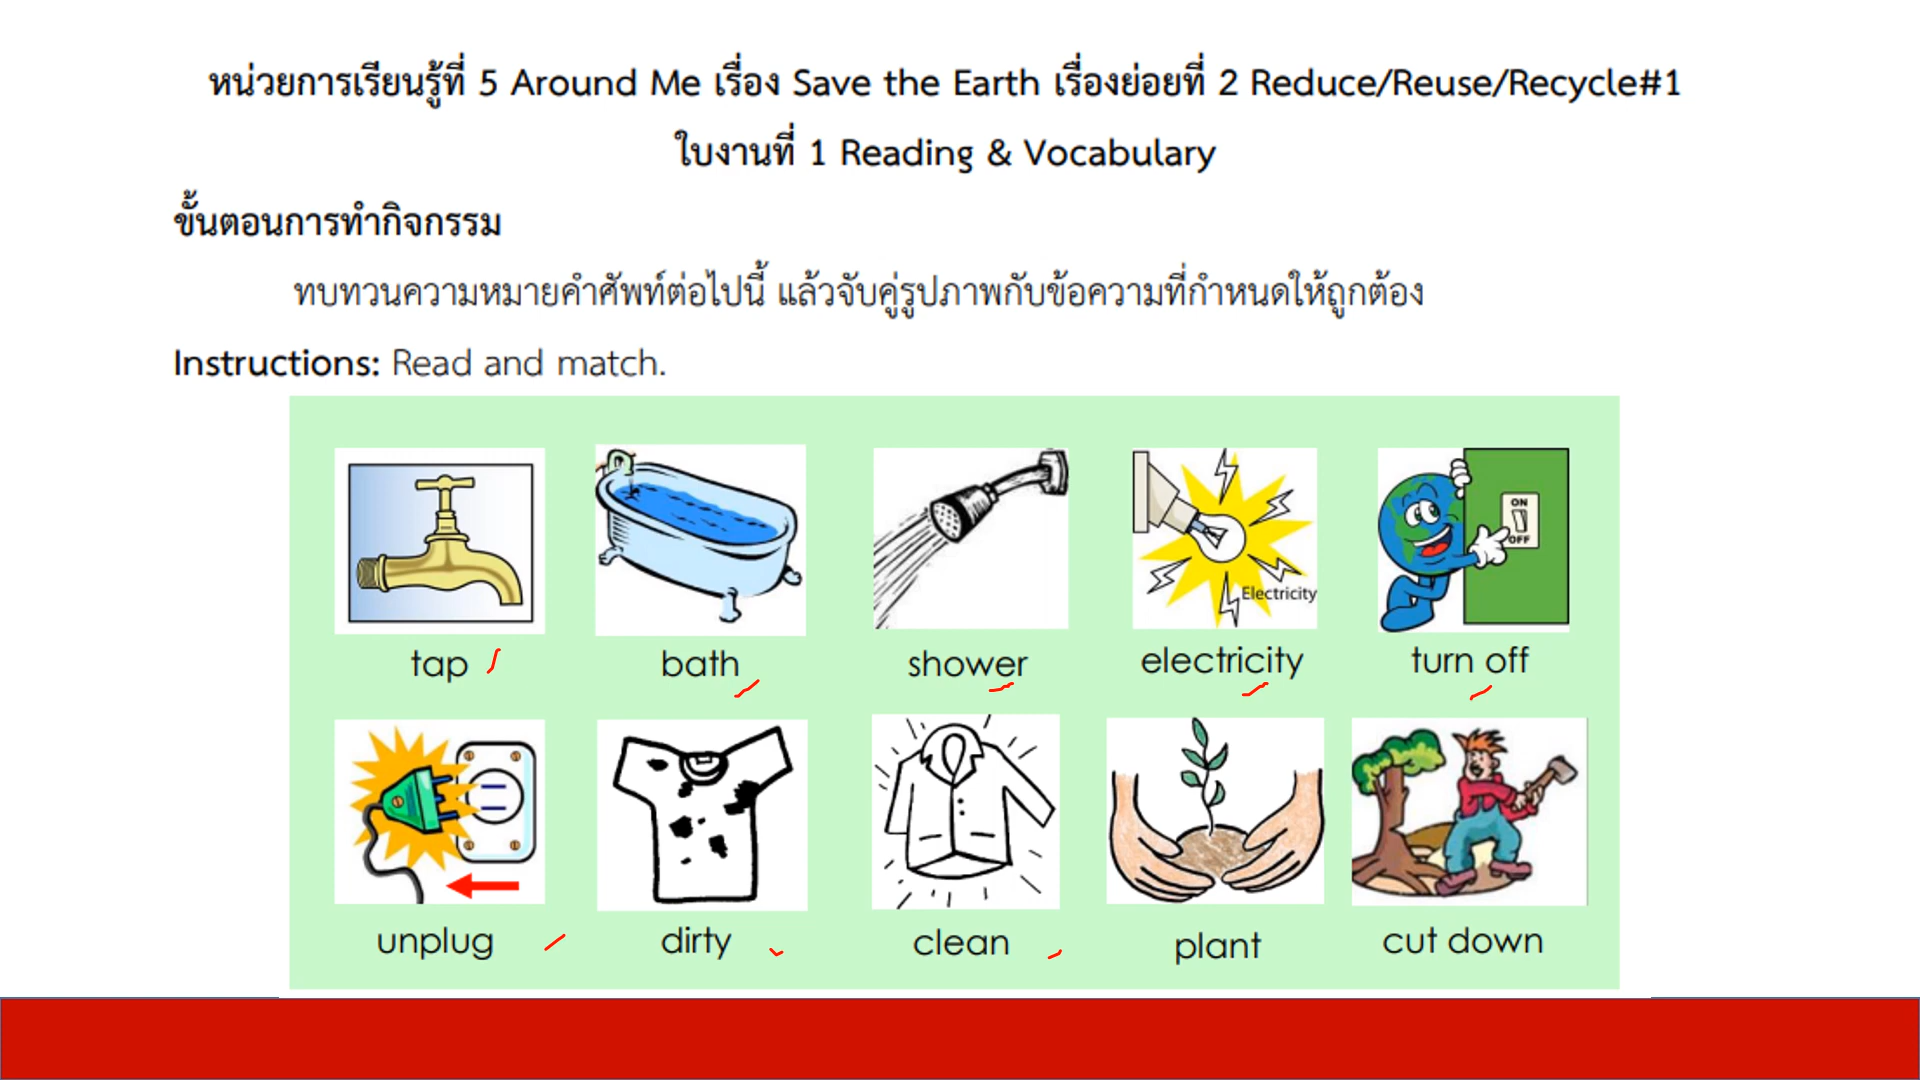 หน่วยการเรียนรู้ที่ 5 Around Me เรื่อง Save the Earth เรื่องย่อยที่ 2 Reduce/Reuse/Recycle#1
ใบงานที่ 1 Reading & Vocabulary
ขั้นตอนการทำกิจกรรม
ทบทวนความหมายคำศัพท์ต่อไปนี้ แล้วจับคู่รูปภาพกับข้อความที่กำหนดให้ถูกต้อง
Instructions: Read and match.
ON
OFF
Electricity
tap bath shower electricity turn off
unplug dirty clean plant cut down